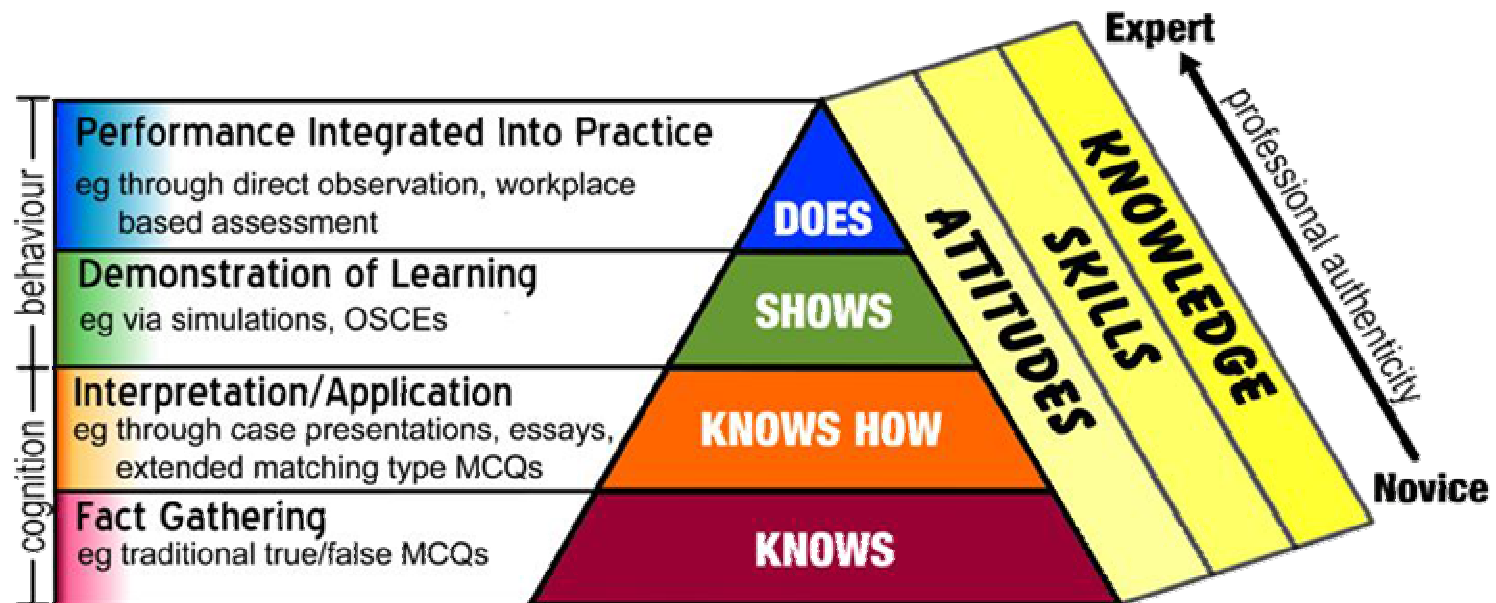 Expert
professional authenticity
Novice
KNOWLEDGE
SKILLS
ATTITUDES
behaviour
Performance Integrated Into Practice
eg through direct observation, workplace
based assessment
DOES
Demonstration of Learning
eg via simulations, OSCEs
SHOWS
cognition
Interpretation/Application
eg through case presentations, essays,
extended matching type MCQs
KNOWS HOW
Fact Gathering
eg traditional true/false MCQs
KNOWS